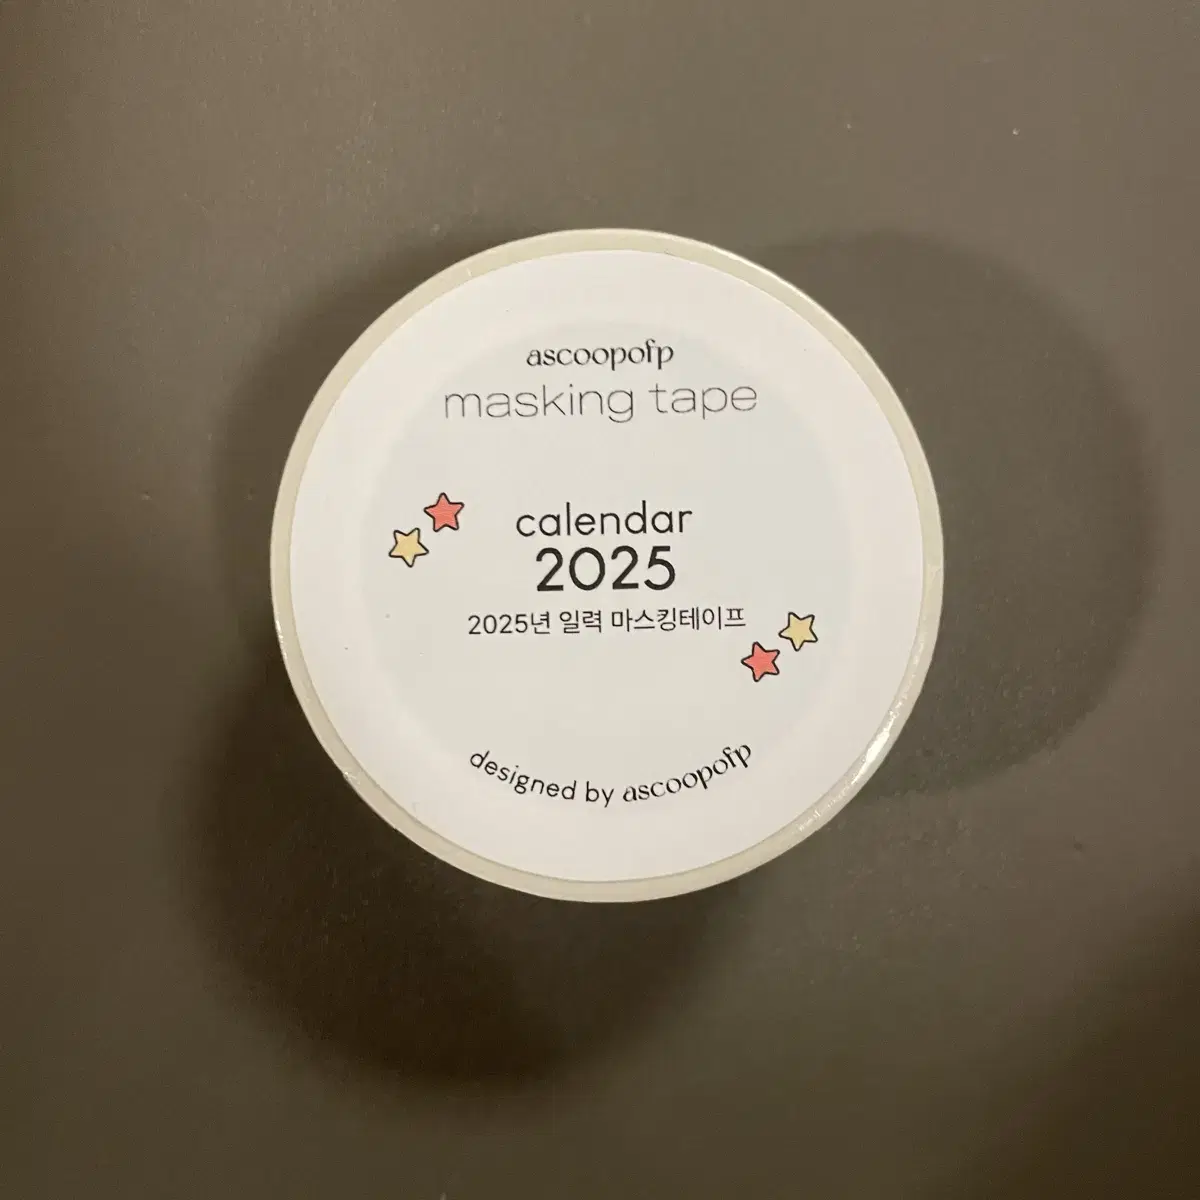 ascoopofp
masking tape
calendar
2025
2025년 일력 마스킹테이프
designed by ascoopofp